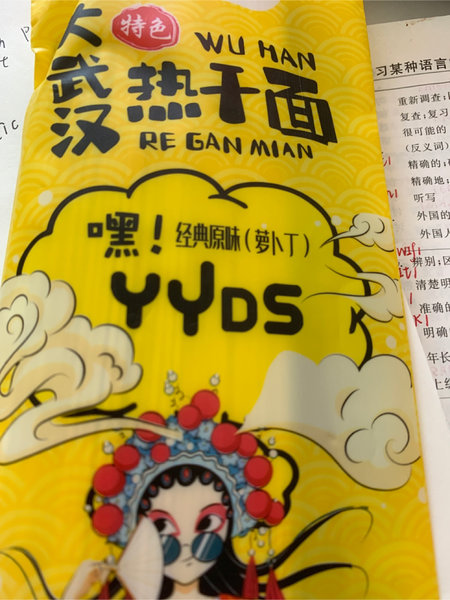 大武汉
特色
WU HAN
热干面
RE GAN MIAN
嘿！
经典原味（萝卜丁）
YYDS
习某种语言
重新调查；
复查；复习
很可能的
（反义词）
精确的；
精确地；
听写
外国的
外国人
辨别；区
清楚明
准确的
明确
年长